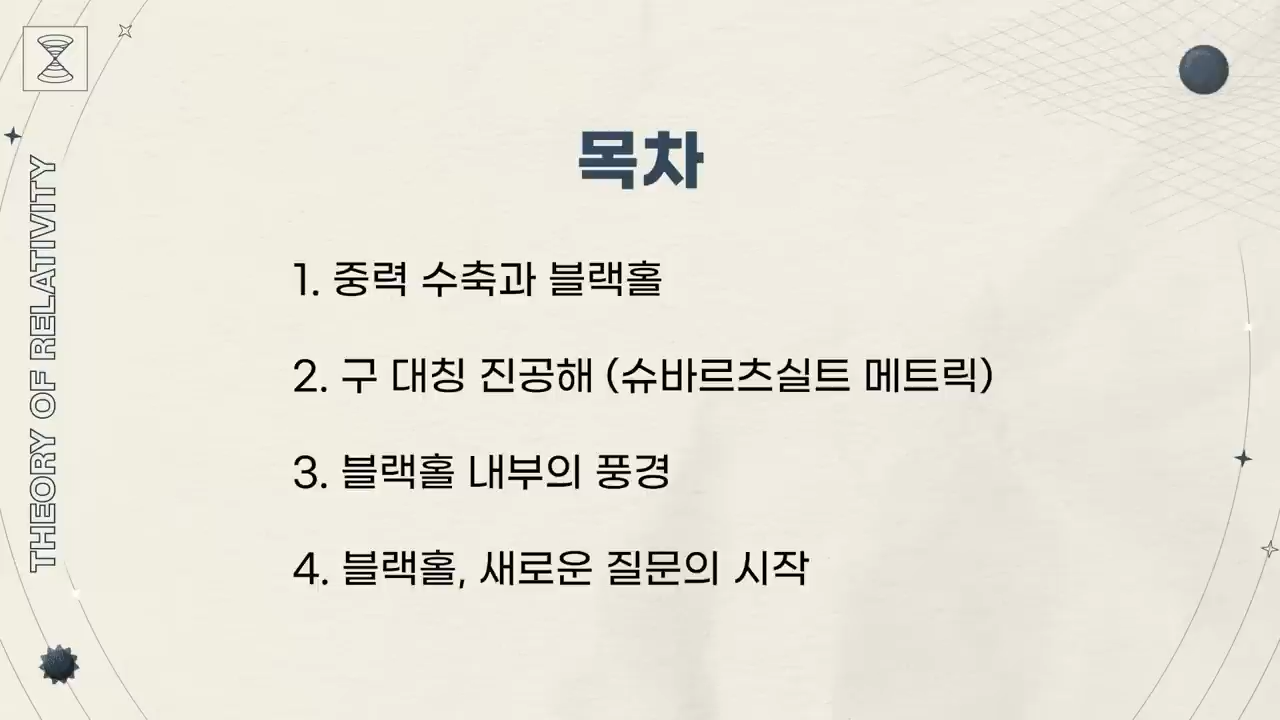 THEORY OF RELATIVITY
목차
1. 중력 수축과 블랙홀
2. 구 대칭 진공해 (슈바르츠실트 메트릭)
3. 블랙홀 내부의 풍경
4. 블랙홀, 새로운 질문의 시작